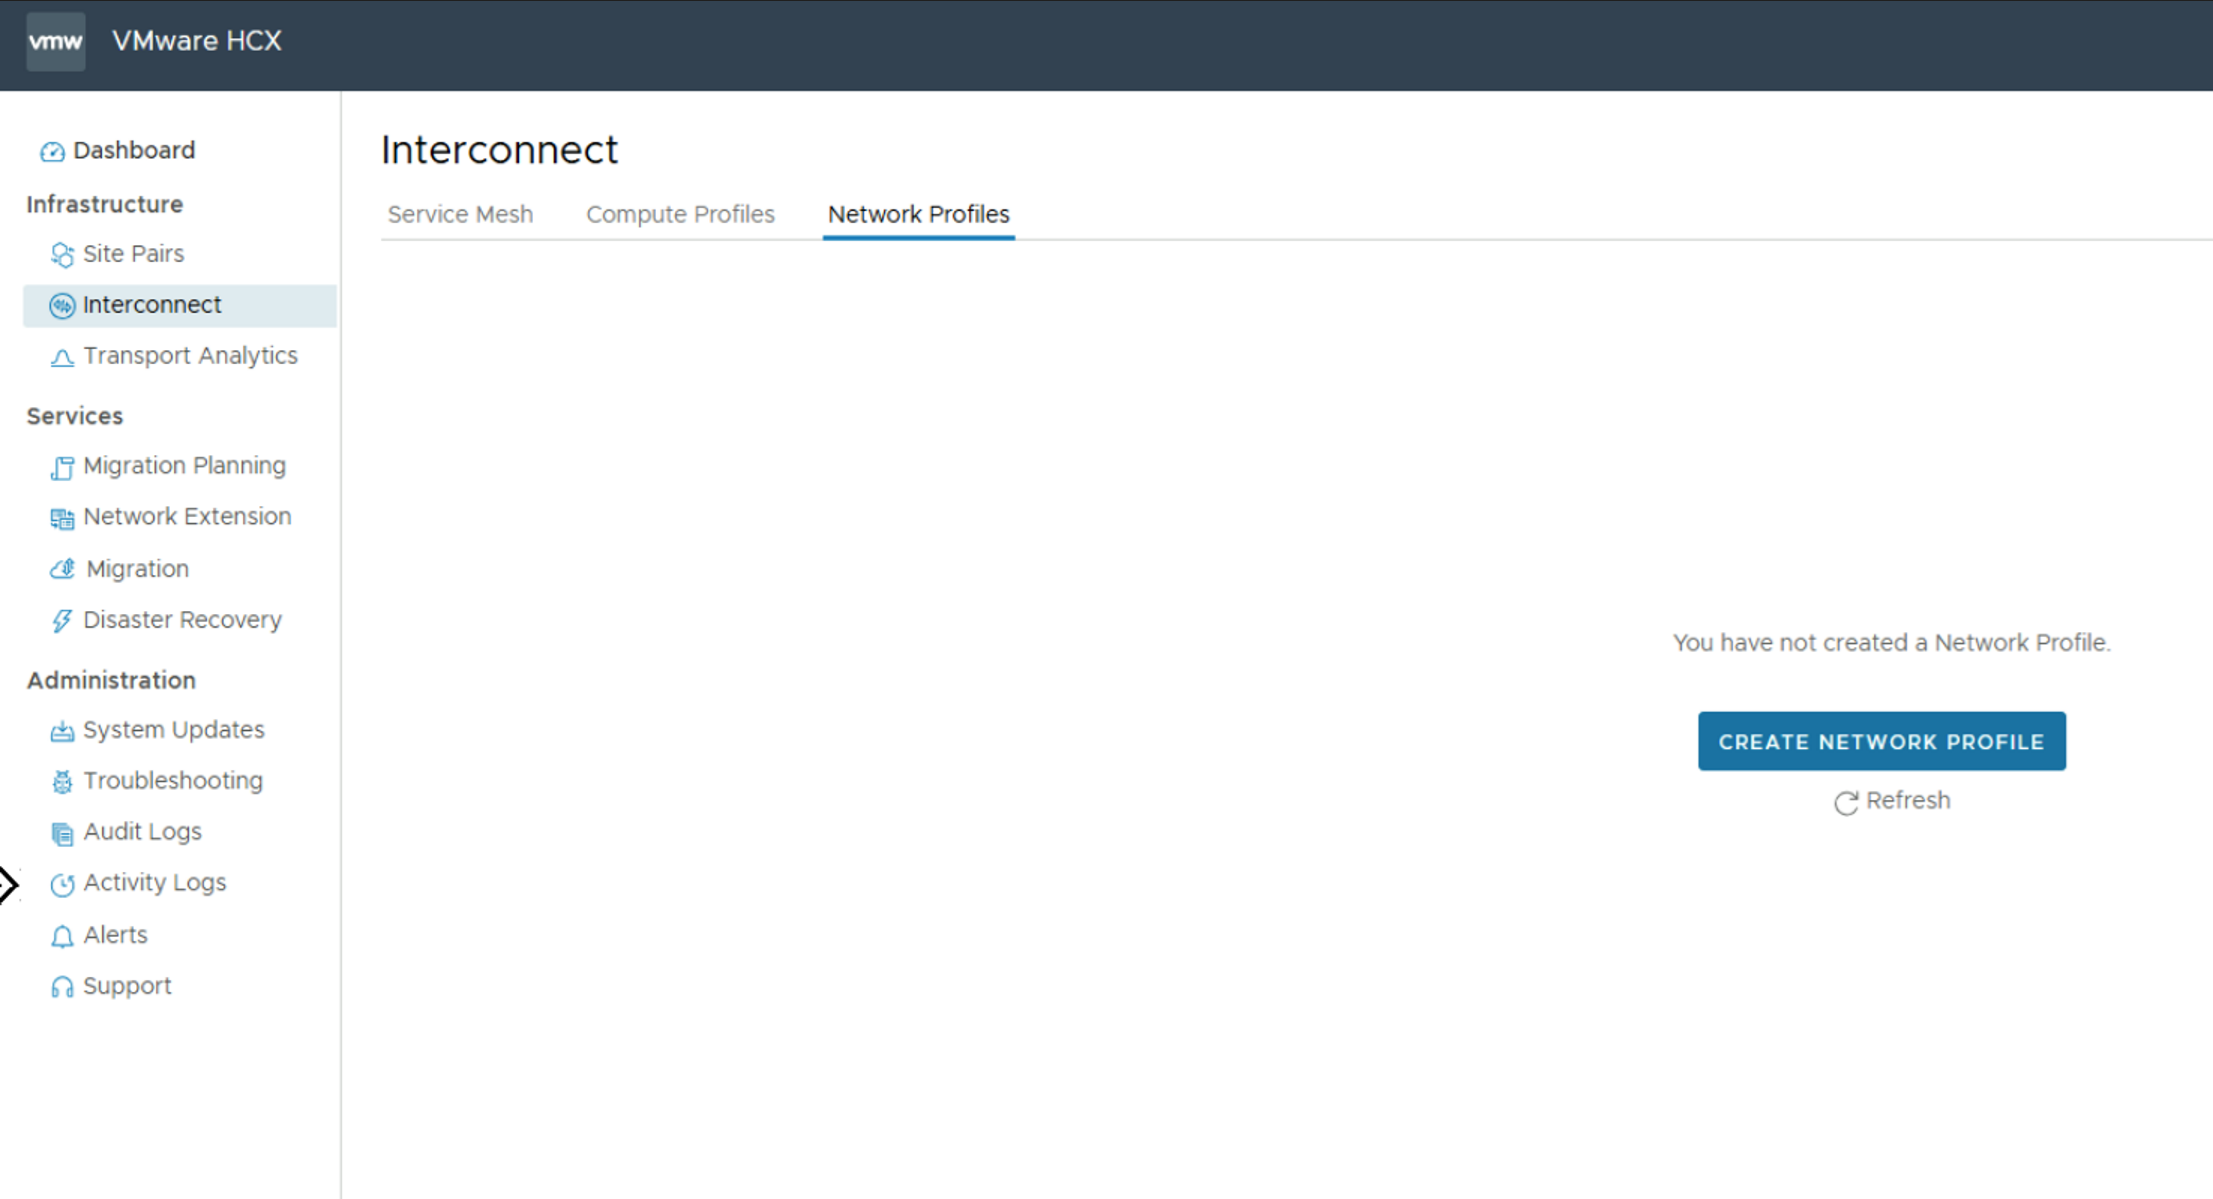 vmw VMware HCX
Dashboard
Infrastructure
Site Pairs
Interconnect
Transport Analytics
Services
Migration Planning
Network Extension
Migration
Disaster Recovery
Administration
System Updates
Troubleshooting
Audit Logs
Activity Logs
Alerts
Support
Interconnect
Service Mesh Compute Profiles Network Profiles
You have not created a Network Profile.
CREATE NETWORK PROFILE
Refresh